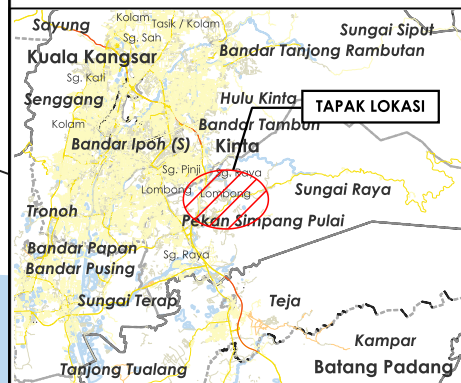 Sayung
Kolam
Tasik / Kolam
Sg. Sah
Sungai Siput
Bandar Tanjong Rambutan
Kuala Kangsar
Sg. Kati
Senggang
Hulu Kinta
TAPAK LOKASI
Kolam
Bandar Tambun
Bandar Ipoh (S)
Kinta
Sg. Pinji
Sg. Raya
Lombong
Lombong
Sungai Raya
Tronoh
Pekan Simpang Pulai
Bandar Papan
Sg. Raya
Bandar Pusing
Sungai Terap
Teja
Kampar
Tanjong Tualang
Batang Padang